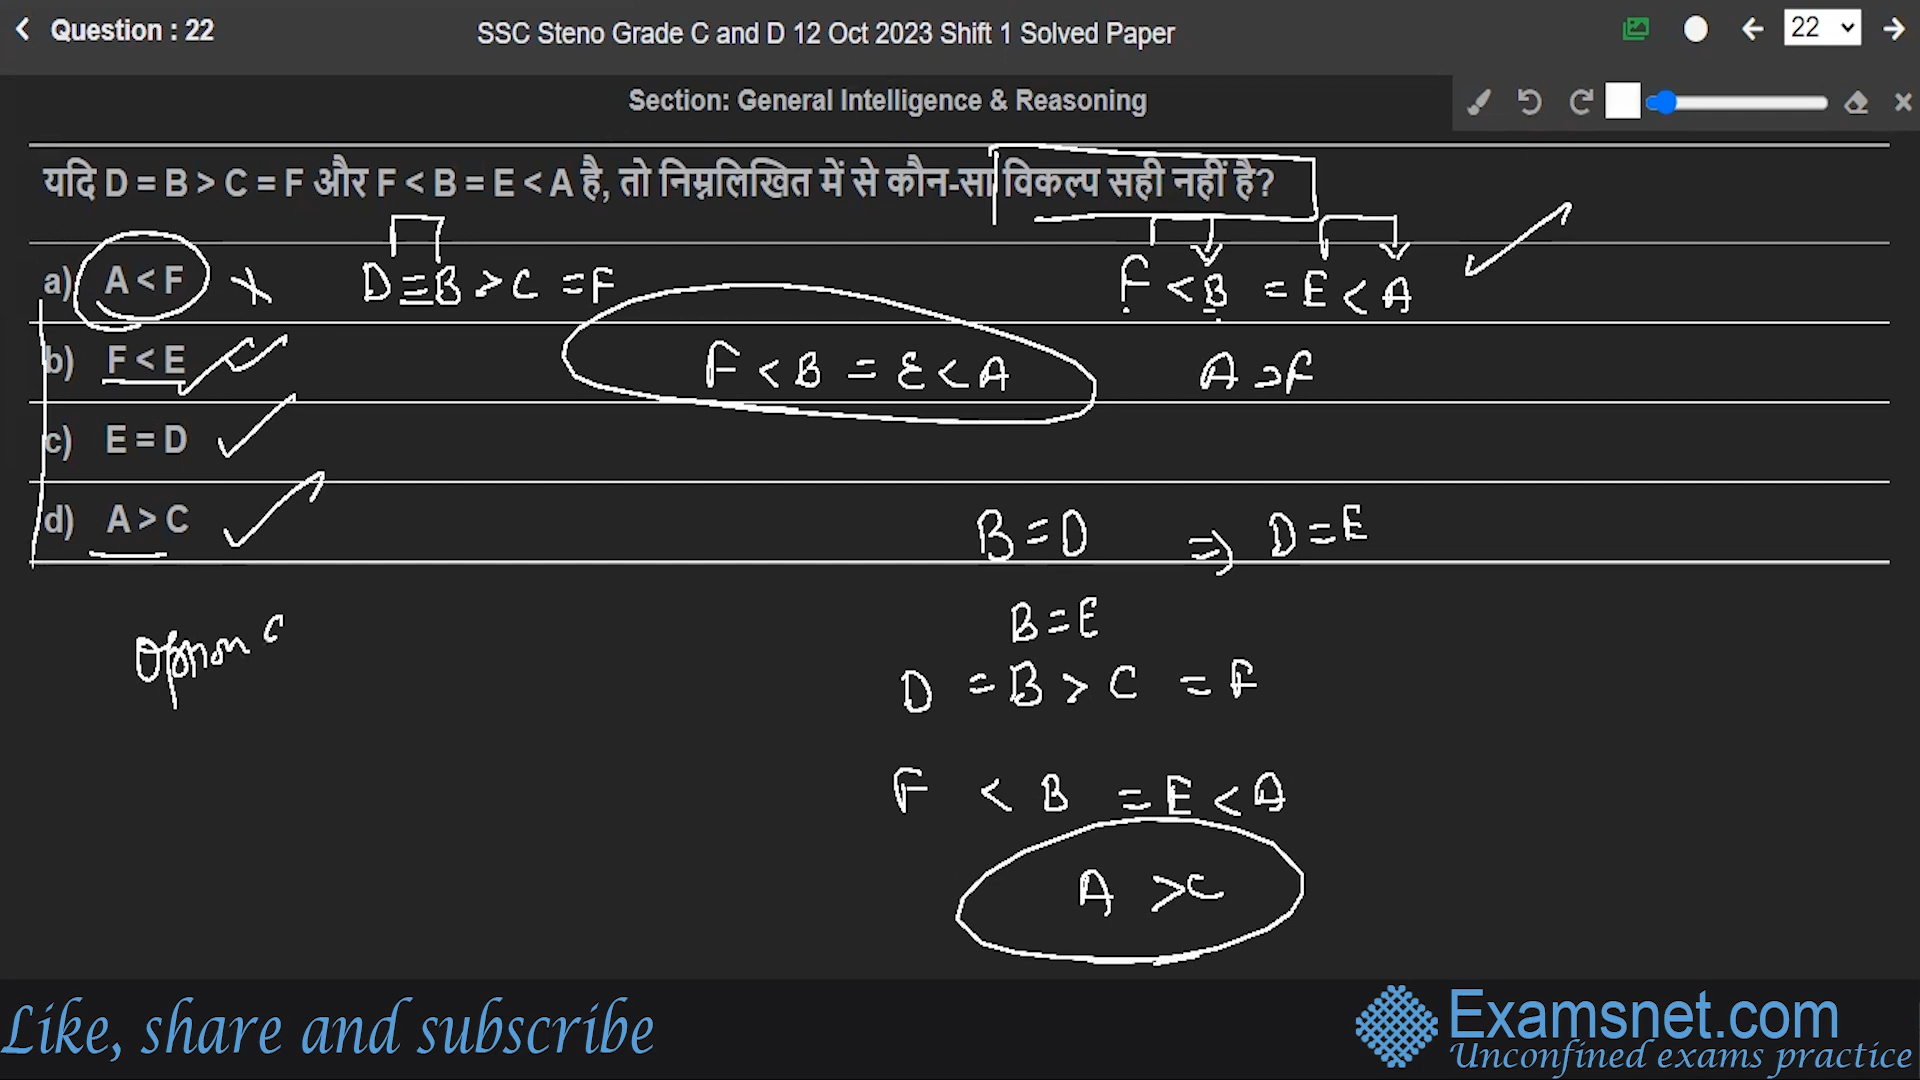 Question : 22
SSC Steno Grade C and D 12 Oct 2023 Shift 1 Solved Paper
22
Section: General Intelligence & Reasoning
यदि D = B > C = F और F < B = E < A है, तो निम्नलिखित में से कौन-सा विकल्प सही नहीं है?
a) A < F
D = B > C = F
F < B = E < A
b) F < E
F < B = E < A
A > F
c) E = D
d) A > C
B = D ⇒ D = E
B = E
Option
D = B > C = F
F < B = E < A
A > C
Like, share and subscribe
Examsnet.com
Unconfined exams practice